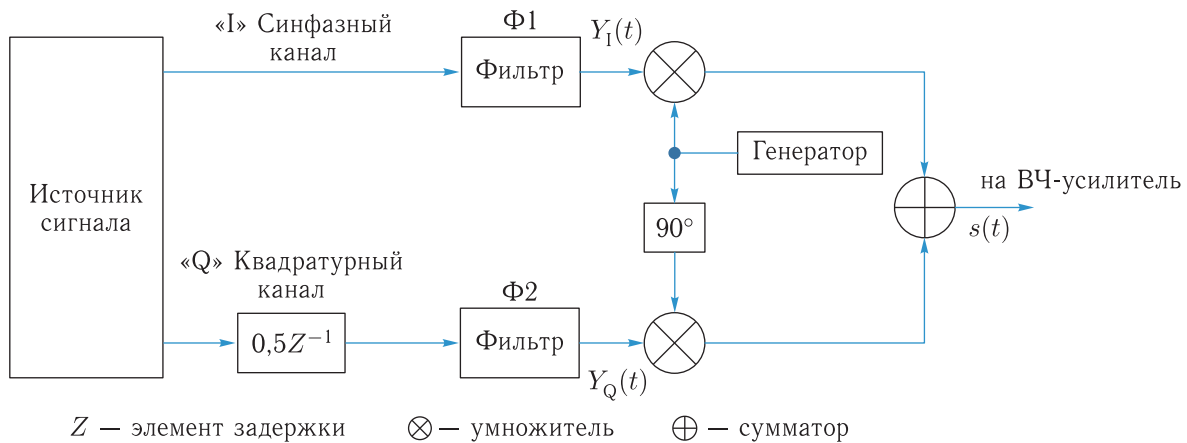 «I» Синфазный
канал
Ф1
Фильтр
Y_I(t)
Генератор
Источник
сигнала
90°
на ВЧ-усилитель
s(t)
«Q» Квадратурный
канал
0,5Z⁻¹
Ф2
Фильтр
Y_Q(t)
Z — элемент задержки
— умножитель
— сумматор